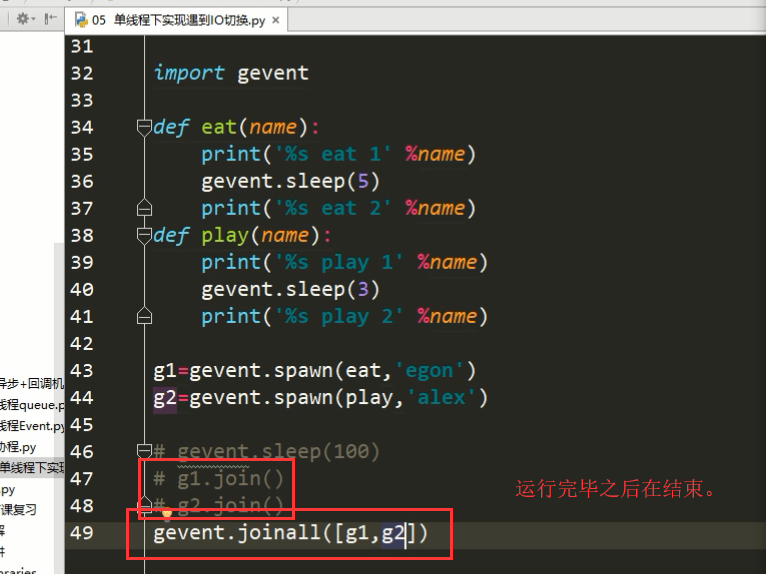 05 单线程下实现遇到IO切换.py ×
31
32 import gevent
33
34 def eat(name):
35 print('%s eat 1' %name)
36 gevent.sleep(5)
37 print('%s eat 2' %name)
38 def play(name):
39 print('%s play 1' %name)
40 gevent.sleep(3)
41 print('%s play 2' %name)
42
43 g1=gevent.spawn(eat,'egon')
44 g2=gevent.spawn(play,'alex')
45
46 # gevent.sleep(100)
47 # g1.join()
48 # g2.join()
49 gevent.joinall([g1,g2])
运行完毕之后在结束。
异步+回调机
线程queue.p
线程Event.py
协程.py
单线程下实现
.py
课复习